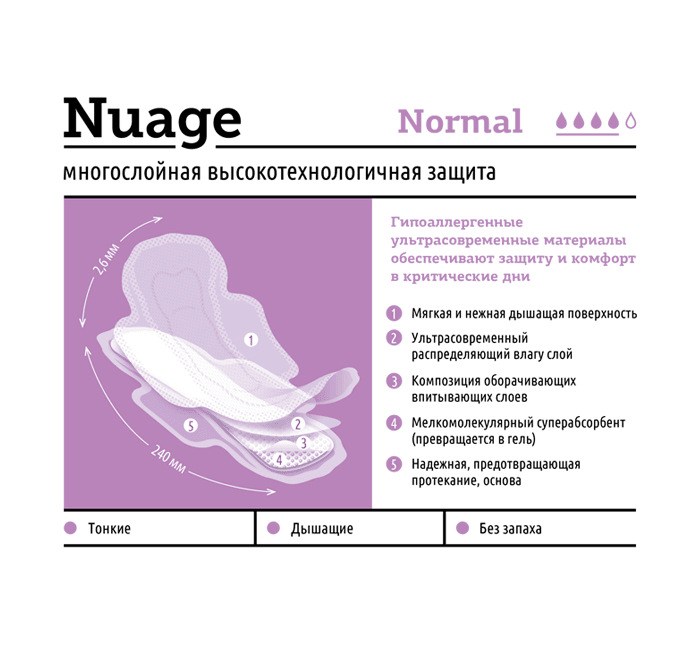 Nuage
Normal
многослойная высокотехнологичная защита
Гипоаллергенные
ультрасовременные материалы
обеспечивают защиту и комфорт
в критические дни
2,6 мм
240 мм
1
2
3
4
5
1 Мягкая и нежная дышащая поверхность
2 Ультрасовременный
распределяющий влагу слой
3 Композиция оборачивающих
впитывающих слоев
4 Мелкомолекулярный суперабсорбент
(превращается в гель)
5 Надежная, предотвращающая
протекание, основа
Тонкие
Дышащие
Без запаха